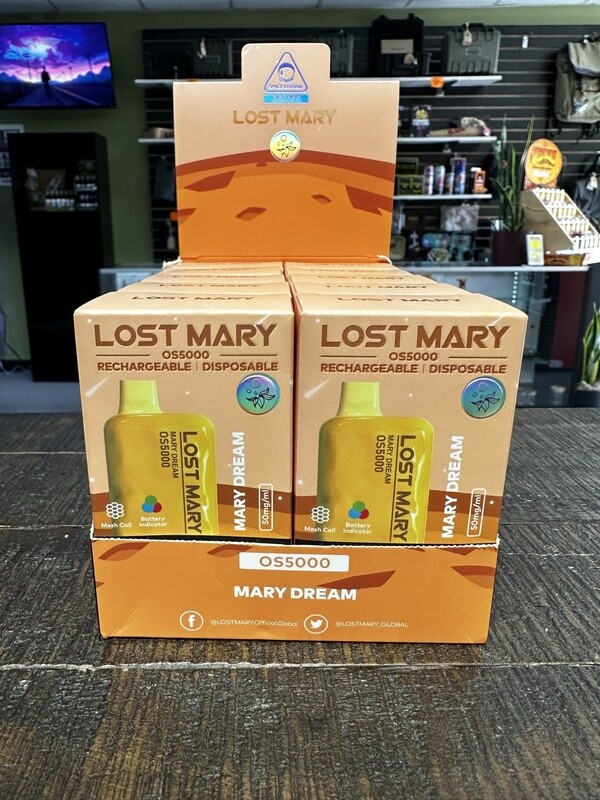 LOST MARY
LOST MARY
OS5000
RECHARGEABLE | DISPOSABLE
LOST MARY
MARY DREAM
OS5000
MARY DREAM
50mg/ml
Mesh Coil
Battery
Indicator
LOST MARY
OS5000
RECHARGEABLE | DISPOSABLE
LOST MARY
MARY DREAM
OS5000
MARY DREAM
50mg/ml
Mesh Coil
Battery
Indicator
OS5000
MARY DREAM
@LOSTMARY.Official.Global
@LOSTMARY_GLOBAL